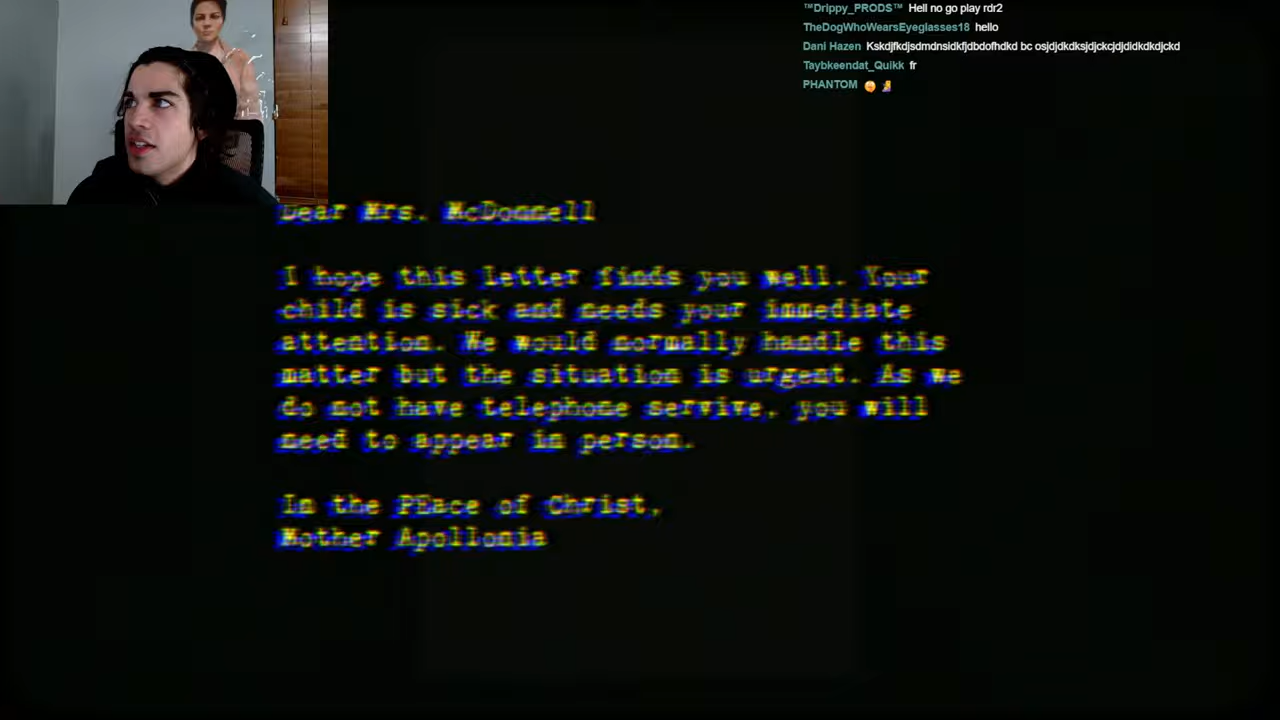 ™Drippy_PRODS™ Hell no go play rdr2
TheDogWhoWearsEyeglasses18 hello
Dani Hazen Kskdjfkdjsdmdnsidkfjdbdofhdkd bc osjdjdkdksjdjckcjdjdidkdkdjckd
Taybkeendat_Quikk fr
PHANTOM
Dear Mrs. McDonnell
I hope this letter finds you well. Your
child is sick and needs your immediate
attention. We would normally handle this
matter but the situation is urgent. As we
do not have telephone servive, you will
need to appear in person.
In the PEace of Christ,
Mother Apollonia